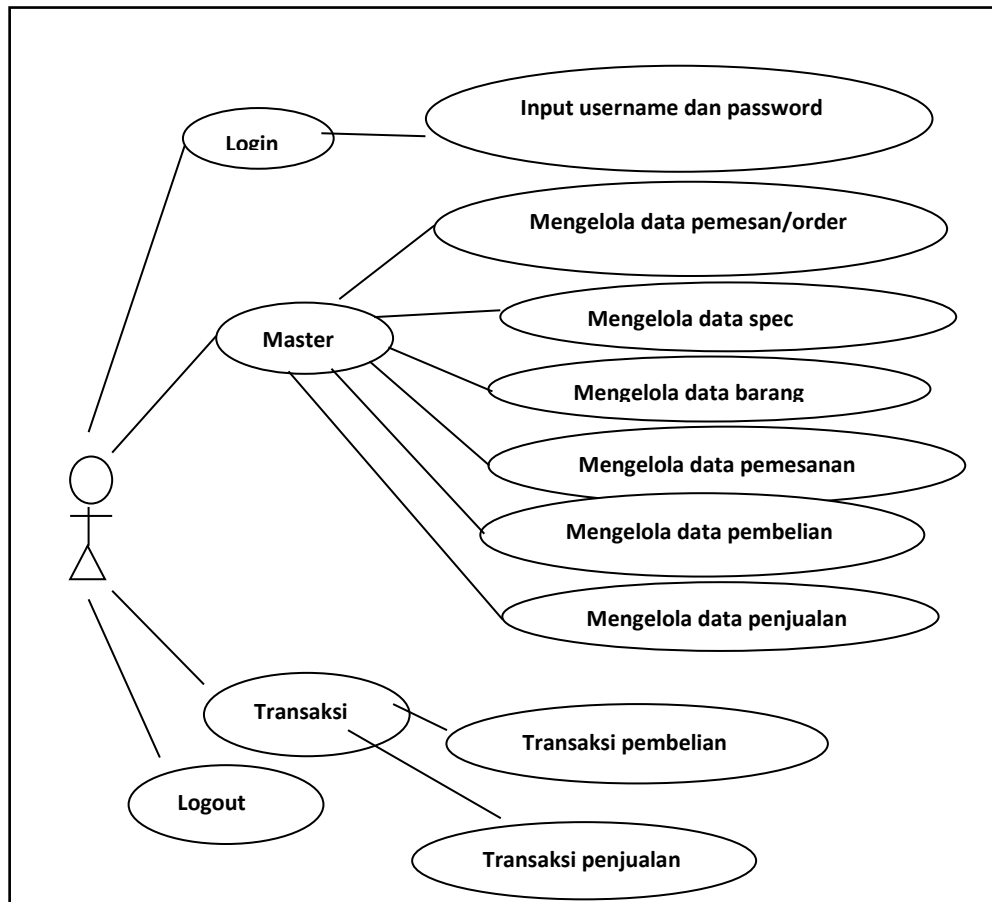 Input username dan password
Login
Mengelola data pemesan/order
Mengelola data spec
Master
Mengelola data barang
Mengelola data pemesanan
Mengelola data pembelian
Mengelola data penjualan
Transaksi
Transaksi pembelian
Logout
Transaksi penjualan